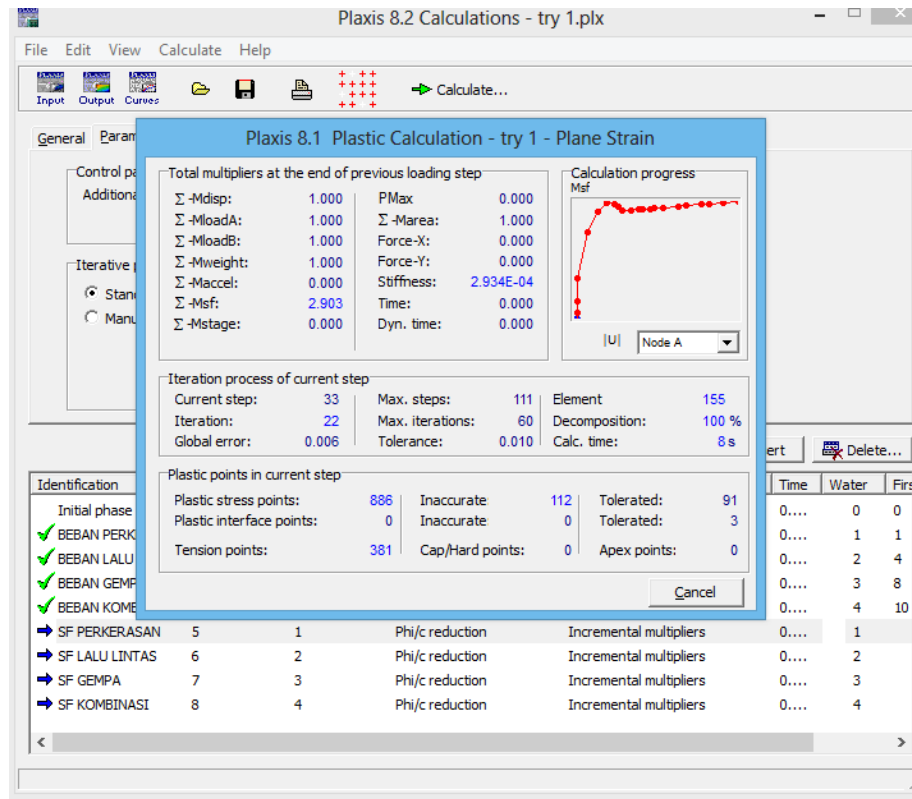 Plaxis 8.2 Calculations - try 1.plx
File Edit View Calculate Help
Input Output Curves Calculate...
General Param
Plaxis 8.1 Plastic Calculation - try 1 - Plane Strain
Control pa
Additiona
Iterative
Stand
Manu
Total multipliers at the end of previous loading step
Σ -Mdisp: 1.000 PMax 0.000
Σ -MloadA: 1.000 Σ -Marea: 1.000
Σ -MloadB: 1.000 Force-X: 0.000
Σ -Mweight: 1.000 Force-Y: 0.000
Σ -Maccel: 0.000 Stiffness: 2.934E-04
Σ -Msf: 2.903 Time: 0.000
Σ -Mstage: 0.000 Dyn. time: 0.000
Calculation progress
Msf
|U| Node A
Iteration process of current step
Current step: 33 Max. steps: 111 Element 155
Iteration: 22 Max. iterations: 60 Decomposition: 100 %
Global error: 0.006 Tolerance: 0.010 Calc. time: 8 s
Plastic points in current step
Plastic stress points: 886 Inaccurate 112 Tolerated: 91
Plastic interface points: 0 Inaccurate 0 Tolerated: 3
Tension points: 381 Cap/Hard points: 0 Apex points: 0
Cancel
ert Delete...
Identification Time Water Firs
Initial phase 0.... 0 0
BEBAN PERK 0.... 1 1
BEBAN LALU 0.... 2 4
BEBAN GEMP 0.... 3 8
BEBAN KOMB 0.... 4 10
SF PERKERASAN 5 1 Phi/c reduction Incremental multipliers 0.... 1
SF LALU LINTAS 6 2 Phi/c reduction Incremental multipliers 0.... 2
SF GEMPA 7 3 Phi/c reduction Incremental multipliers 0.... 3
SF KOMBINASI 8 4 Phi/c reduction Incremental multipliers 0.... 4